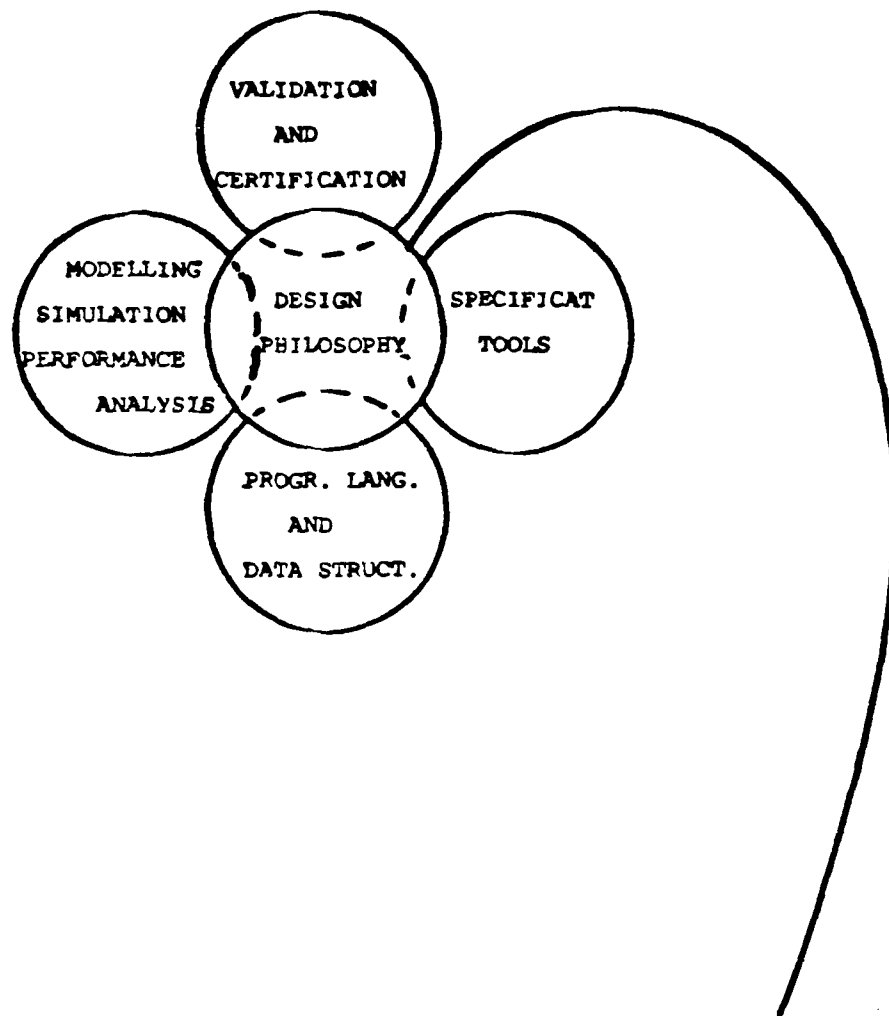 VALIDATION
AND
CERTIFICATION
MODELLING
SIMULATION
PERFORMANCE
ANALYSIS
DESIGN
PHILOSOPHY
SPECIFICAT
TOOLS
PROGR. LANG.
AND
DATA STRUCT.